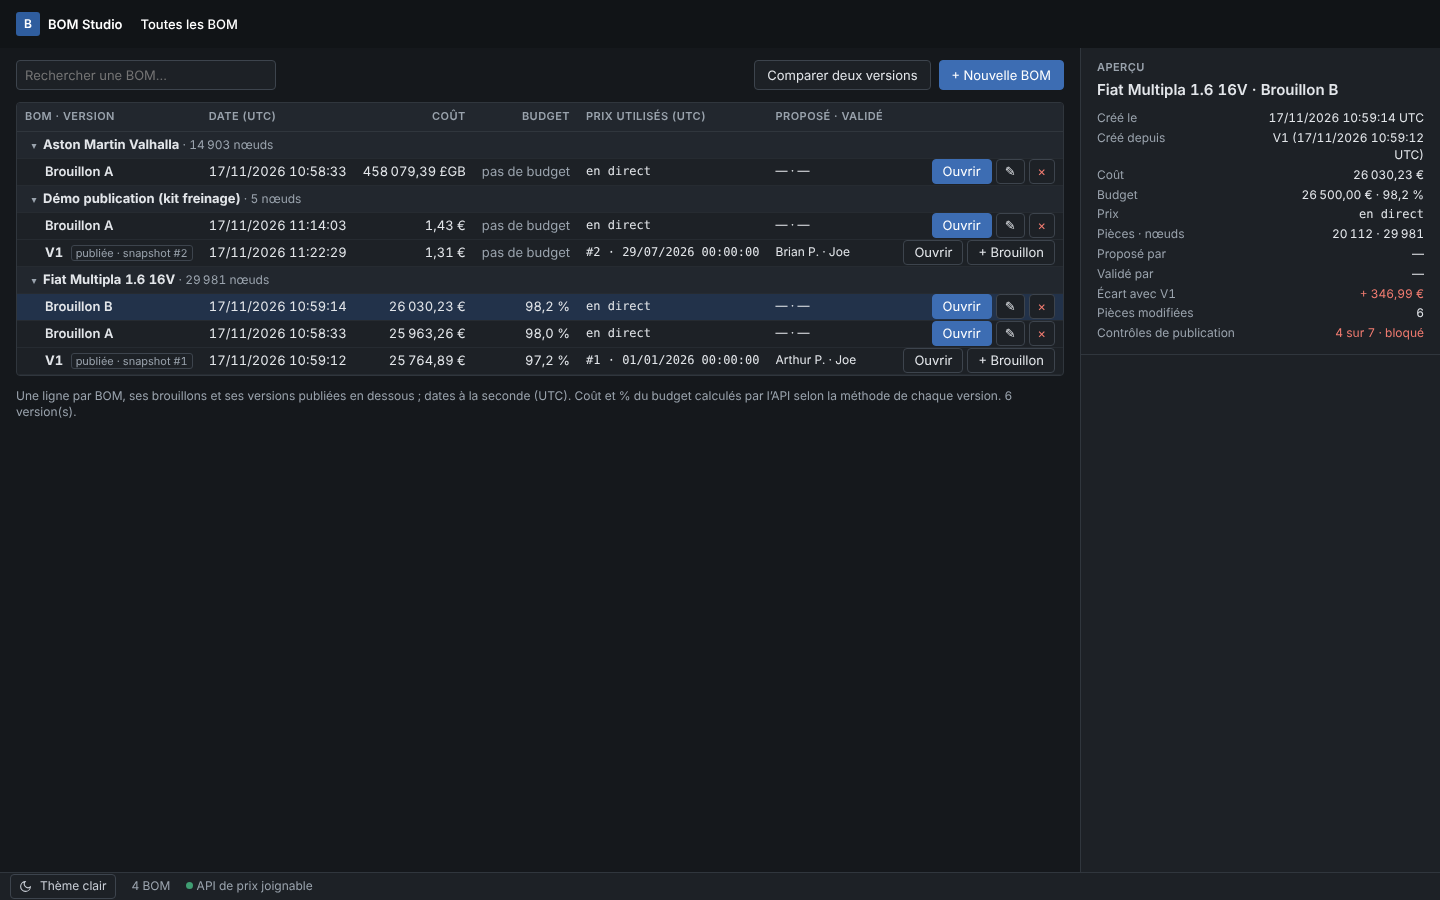 B BOM Studio Toutes les BOM
Rechercher une BOM...
Comparer deux versions
+ Nouvelle BOM
BOM · VERSION DATE (UTC) COÛT BUDGET PRIX UTILISÉS (UTC) PROPOSÉ · VALIDÉ
▾ Aston Martin Valhalla · 14 903 nœuds
Brouillon A 17/11/2026 10:58:33 458 079,39 £GB pas de budget en direct — · — Ouvrir ✎ ×
▾ Démo publication (kit freinage) · 5 nœuds
Brouillon A 17/11/2026 11:14:03 1,43 € pas de budget en direct — · — Ouvrir ✎ ×
V1 publiée · snapshot #2 17/11/2026 11:22:29 1,31 € pas de budget #2 · 29/07/2026 00:00:00 Brian P. · Joe Ouvrir + Brouillon
▾ Fiat Multipla 1.6 16V · 29 981 nœuds
Brouillon B 17/11/2026 10:59:14 26 030,23 € 98,2 % en direct — · — Ouvrir ✎ ×
Brouillon A 17/11/2026 10:58:33 25 963,26 € 98,0 % en direct — · — Ouvrir ✎ ×
V1 publiée · snapshot #1 17/11/2026 10:59:12 25 764,89 € 97,2 % #1 · 01/01/2026 00:00:00 Arthur P. · Joe Ouvrir + Brouillon
Une ligne par BOM, ses brouillons et ses versions publiées en dessous ; dates à la seconde (UTC). Coût et % du budget calculés par l'API selon la méthode de chaque version. 6
version(s).
APERÇU
Fiat Multipla 1.6 16V · Brouillon B
Créé le 17/11/2026 10:59:14 UTC
Créé depuis V1 (17/11/2026 10:59:12
UTC)
Coût 26 030,23 €
Budget 26 500,00 € · 98,2 %
Prix en direct
Pièces · nœuds 20 112 · 29 981
Proposé par —
Validé par —
Écart avec V1 + 346,99 €
Pièces modifiées 6
Contrôles de publication 4 sur 7 · bloqué
Thème clair 4 BOM API de prix joignable